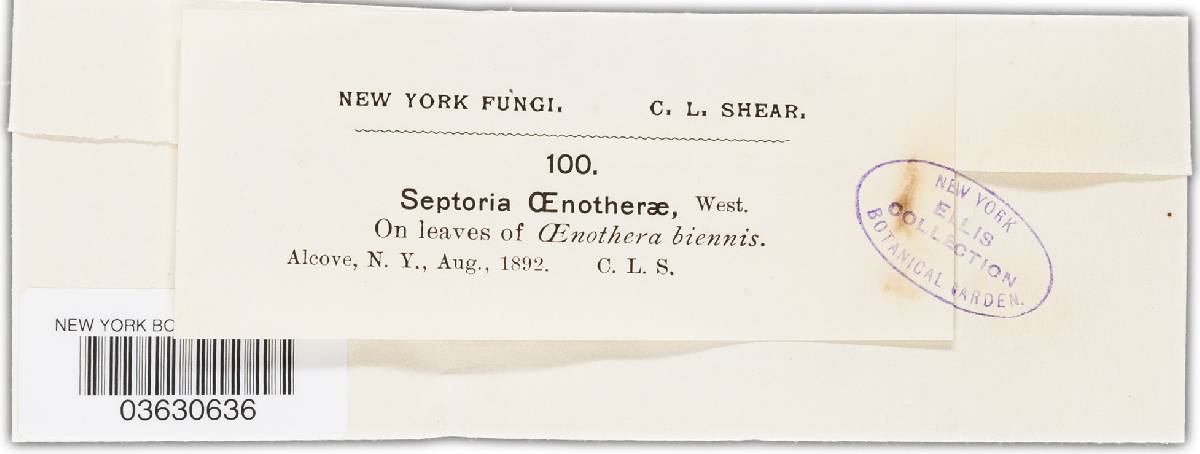 NEW YORK FUNGI. C. L. SHEAR.
100.
Septoria Œnotheræ, West.
On leaves of Œnothera biennis.
Alcove, N. Y., Aug., 1892. C. L. S.
NEW YORK
ELLIS
COLLECTION
BOTANICAL GARDEN.
NEW YORK
03630636